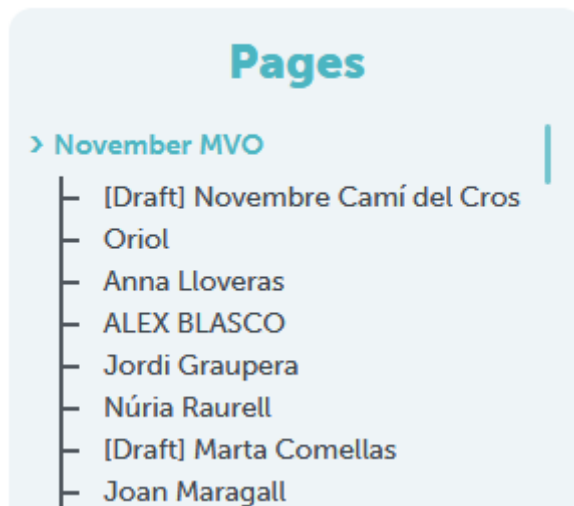 Pages
› November MVO
[Draft] Novembre Camí del Cros
Oriol
Anna Lloveras
ALEX BLASCO
Jordi Graupera
Núria Raurell
[Draft] Marta Comellas
Joan Maragall